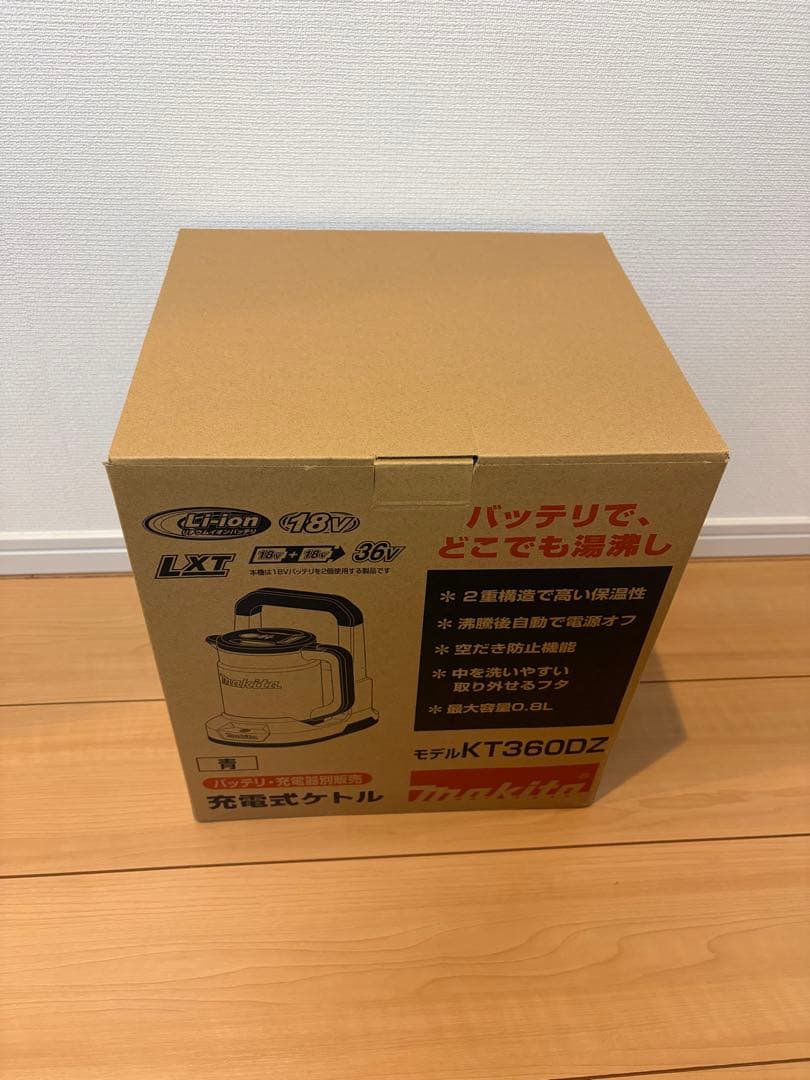 Li-ion
リチウムイオンバッテリ
18V
LXT
18V + 18V 36V
本機は18Vバッテリを2個使用する製品です
makita
makita
青
バッテリ・充電器別販売
充電式ケトル
バッテリで、
どこでも湯沸し
* 2重構造で高い保温性
* 沸騰後自動で電源オフ
* 空だき防止機能
* 中を洗いやすい
取り外せるフタ
* 最大容量0.8L
モデルKT360DZ
makita